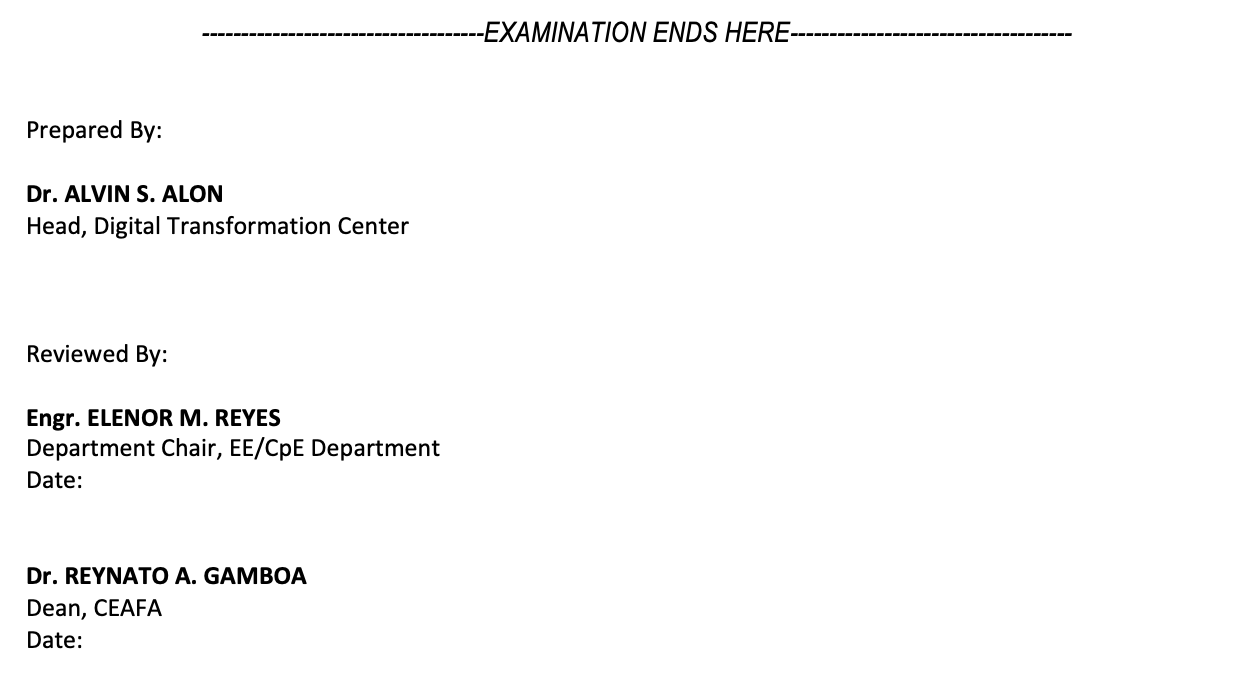 ------------------------------------EXAMINATION ENDS HERE------------------------------------
Prepared By:
Dr. ALVIN S. ALON
Head, Digital Transformation Center
Reviewed By:
Engr. ELENOR M. REYES
Department Chair, EE/CpE Department
Date:
Dr. REYNATO A. GAMBOA
Dean, CEAFA
Date: